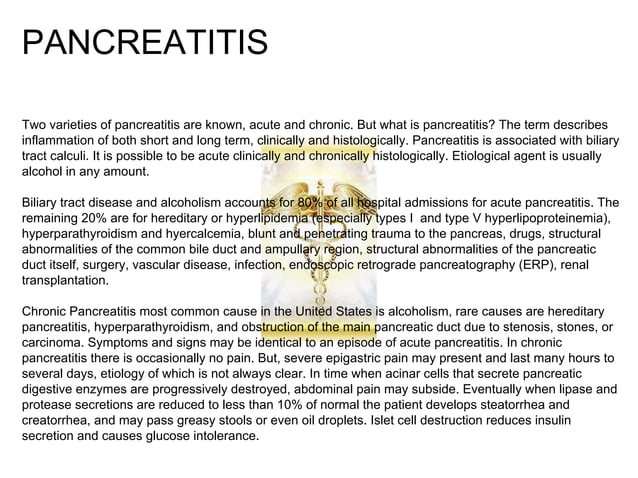 PANCREATITIS
Two varieties of pancreatitis are known, acute and chronic. But what is pancreatitis? The term describes
inflammation of both short and long term, clinically and histologically. Pancreatitis is associated with biliary
tract calculi. It is possible to be acute clinically and chronically histologically. Etiological agent is usually
alcohol in any amount.
Biliary tract disease and alcoholism accounts for 80% of all hospital admissions for acute pancreatitis. The
remaining 20% are for hereditary or hyperlipidemia (especially types I and type V hyperlipoproteinemia),
hyperparathyroidism and hyercalcemia, blunt and penetrating trauma to the pancreas, drugs, structural
abnormalities of the common bile duct and ampullary region, structural abnormalities of the pancreatic
duct itself, surgery, vascular disease, infection, endoscopic retrograde pancreatography (ERP), renal
transplantation.
Chronic Pancreatitis most common cause in the United States is alcoholism, rare causes are hereditary
pancreatitis, hyperparathyroidism, and obstruction of the main pancreatic duct due to stenosis, stones, or
carcinoma. Symptoms and signs may be identical to an episode of acute pancreatitis. In chronic
pancreatitis there is occasionally no pain. But, severe epigastric pain may present and last many hours to
several days, etiology of which is not always clear. In time when acinar cells that secrete pancreatic
digestive enzymes are progressively destroyed, abdominal pain may subside. Eventually when lipase and
protease secretions are reduced to less than 10% of normal the patient develops steatorrhea and
creatorrhea, and may pass greasy stools or even oil droplets. Islet cell destruction reduces insulin
secretion and causes glucose intolerance.